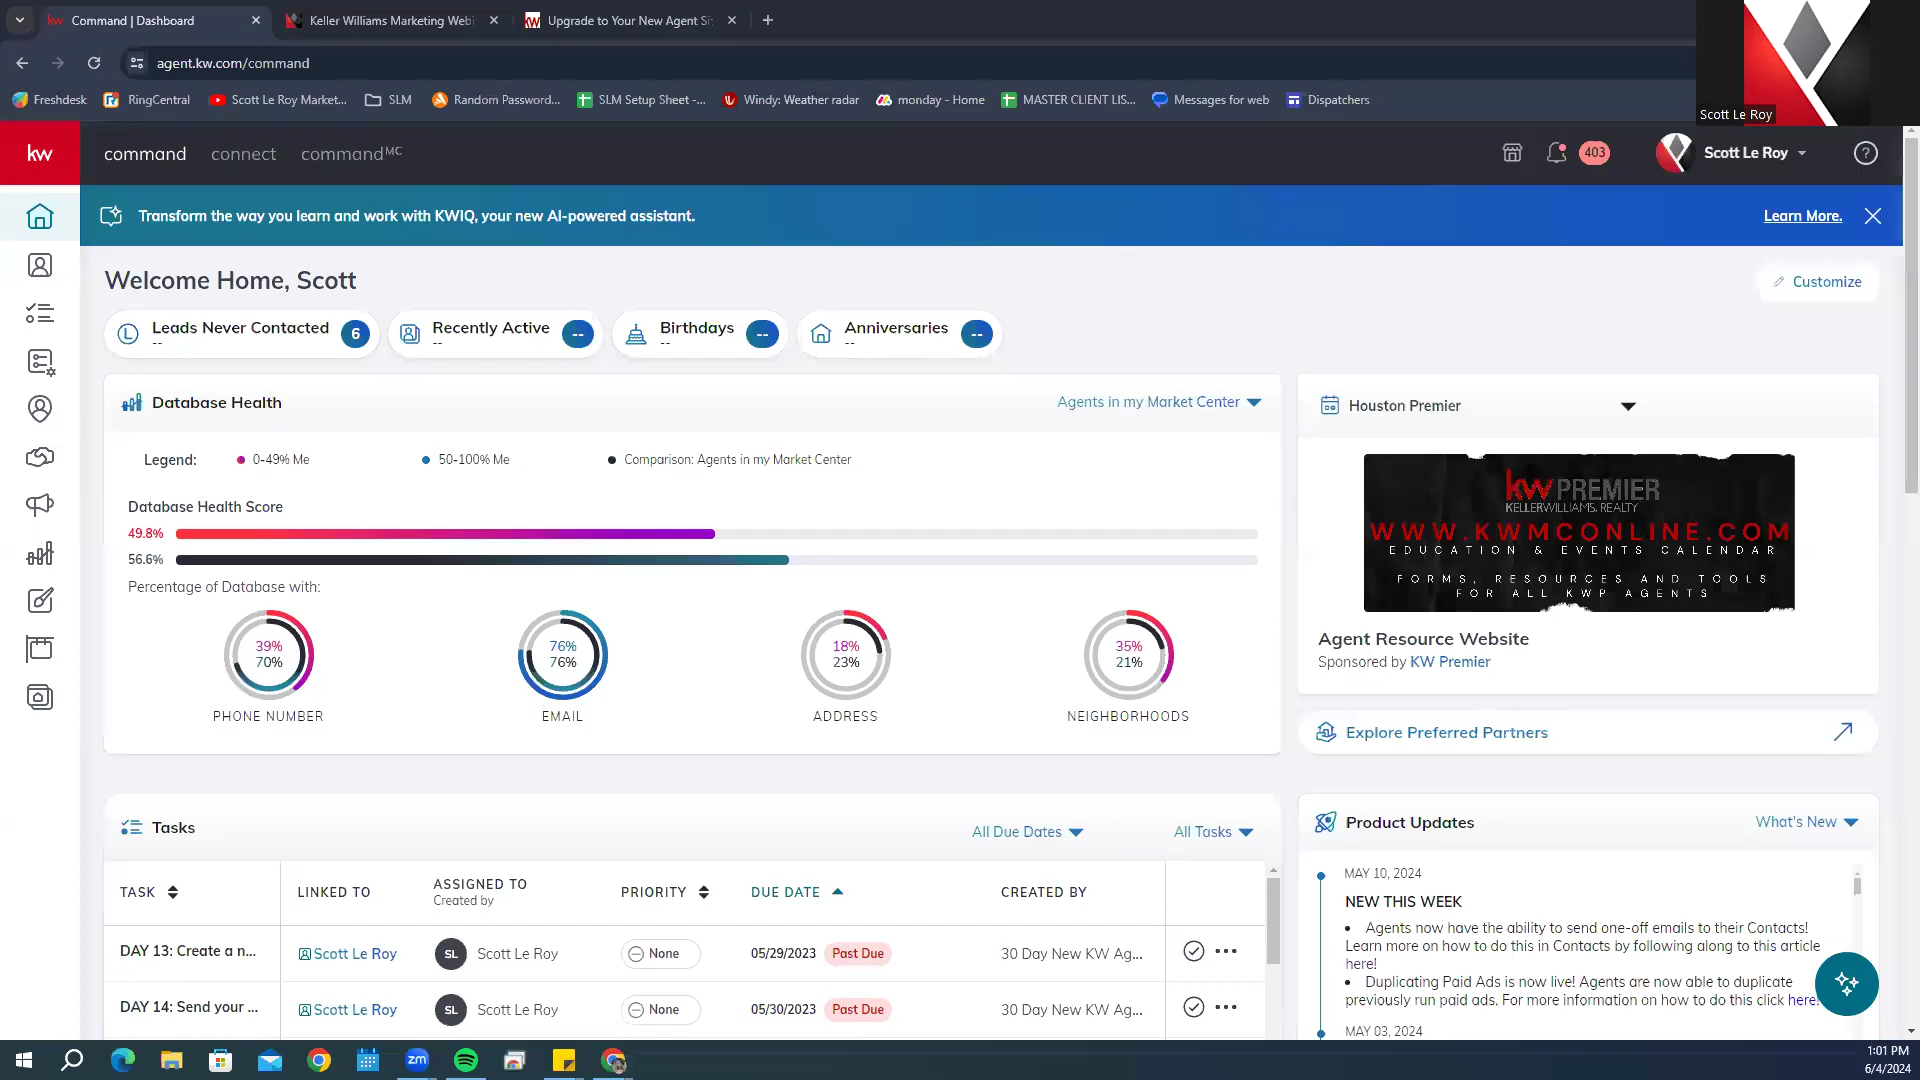 kw Command | Dashboard
Keller Williams Marketing Webi
kw Upgrade to Your New Agent Si
agent.kw.com/command
Freshdesk
RingCentral
Scott Le Roy Market...
SLM
Random Password...
SLM Setup Sheet -...
Windy: Weather radar
monday - Home
MASTER CLIENT LIS...
Messages for web
Dispatchers
Scott Le Roy
kw
command
connect
commandMC
403
Scott Le Roy
?
Transform the way you learn and work with KWIQ, your new AI-powered assistant.
Learn More.
Welcome Home, Scott
Customize
Leads Never Contacted
--
6
Recently Active
--
--
Birthdays
--
--
Anniversaries
--
--
Database Health
Agents in my Market Center
Legend:
0-49% Me
50-100% Me
Comparison: Agents in my Market Center
Database Health Score
49.8%
56.6%
Percentage of Database with:
39%
70%
PHONE NUMBER
76%
76%
EMAIL
18%
23%
ADDRESS
35%
21%
NEIGHBORHOODS
Houston Premier
kw PREMIER
KELLERWILLIAMS. REALTY
WWW.KWMCONLINE.COM
EDUCATION & EVENTS CALENDAR
FORMS, RESOURCES AND TOOLS
FOR ALL KWP AGENTS
Agent Resource Website
Sponsored by KW Premier
Explore Preferred Partners
Tasks
All Due Dates
All Tasks
TASK
LINKED TO
ASSIGNED TO
Created by
PRIORITY
DUE DATE
CREATED BY
DAY 13: Create a n...
Scott Le Roy
SL
Scott Le Roy
None
05/29/2023
Past Due
30 Day New KW Ag...
DAY 14: Send your ...
Scott Le Roy
SL
Scott Le Roy
None
05/30/2023
Past Due
30 Day New KW Ag...
Product Updates
What's New
MAY 10, 2024
NEW THIS WEEK
• Agents now have the ability to send one-off emails to their Contacts!
Learn more on how to do this in Contacts by following along to this article
here!
• Duplicating Paid Ads is now live! Agents are now able to duplicate
previously run paid ads. For more information on how to do this click here!
MAY 03, 2024
zm
1:01 PM
6/4/2024